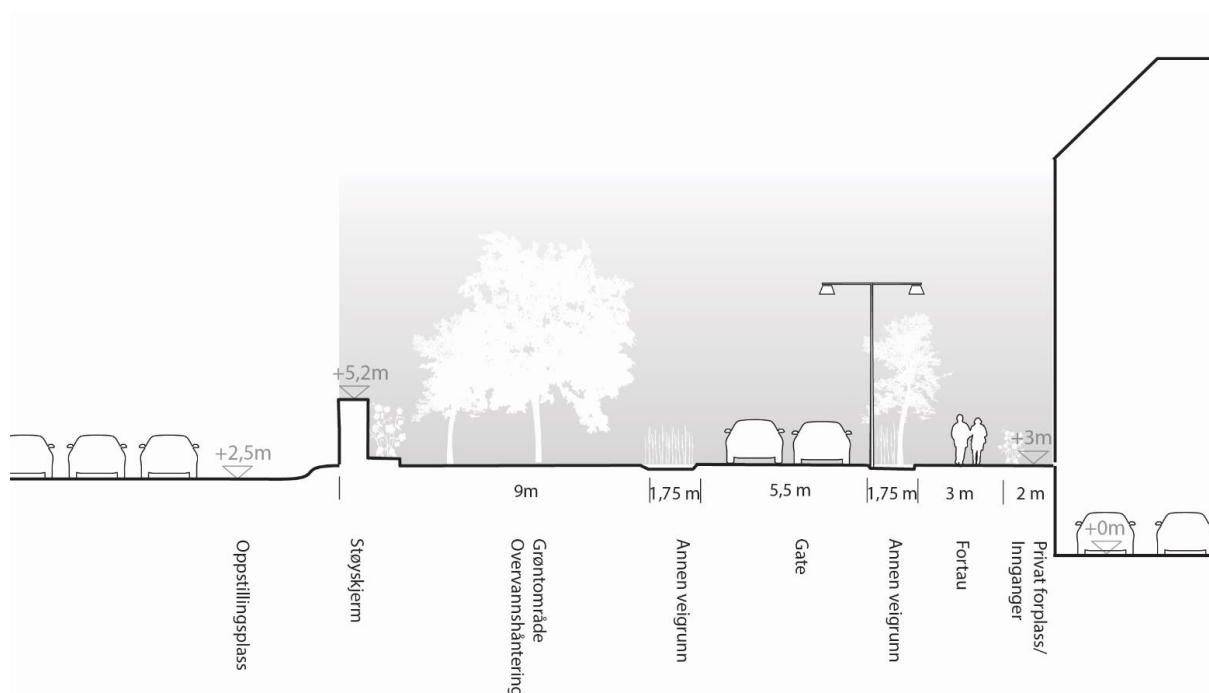 +5,2m
+2,5m
+3m
+0m
9m
1,75 m
5,5 m
1,75 m
3 m
2 m
Oppstillingsplass
Støyskjerm
Grøntområde
Overvannshåntering
Annen veigrunn
Gate
Annen veigrunn
Fortau
Privat forplass/
Innganger